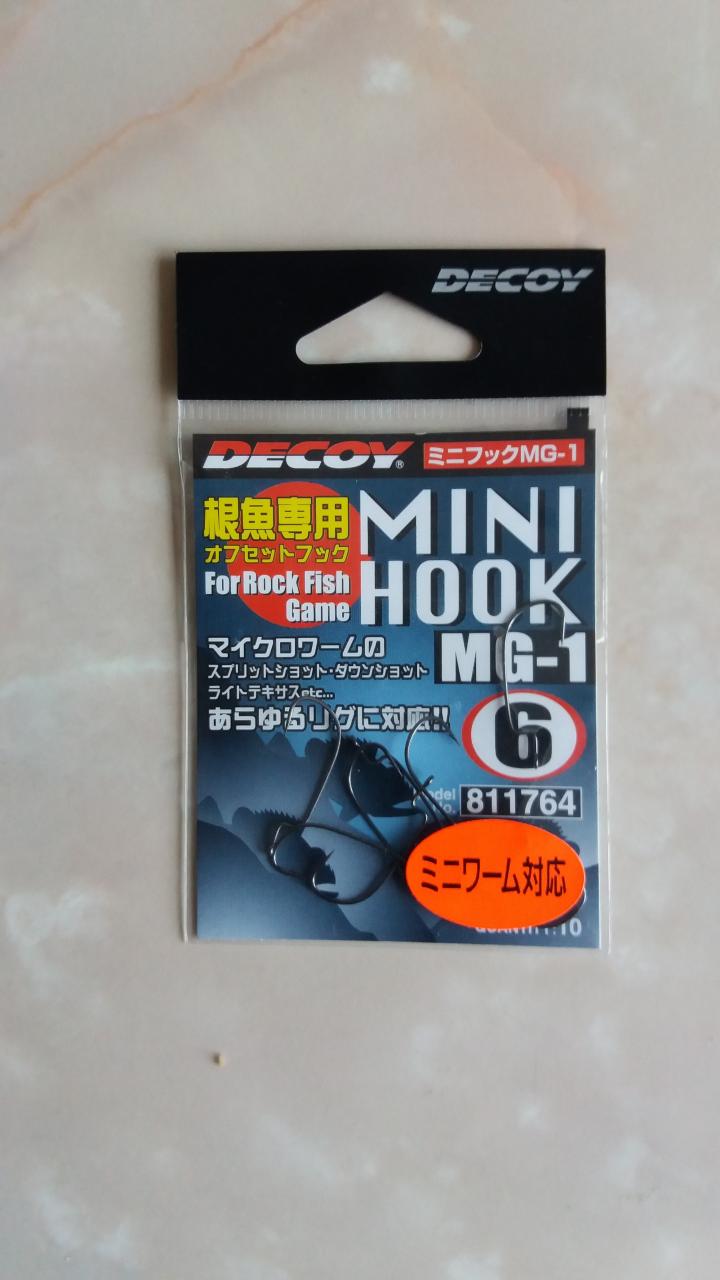 DECOY
DECOY® ミニフックMG-1
根魚専用
オフセットフック
For Rock Fish
Game
MINI
HOOK
MG-1
マイクロワームの
スプリットショット・ダウンショット
ライトテキサスetc...
あらゆるリグに対応!!
6
811764
ミニワーム対応
QUANTITY:10